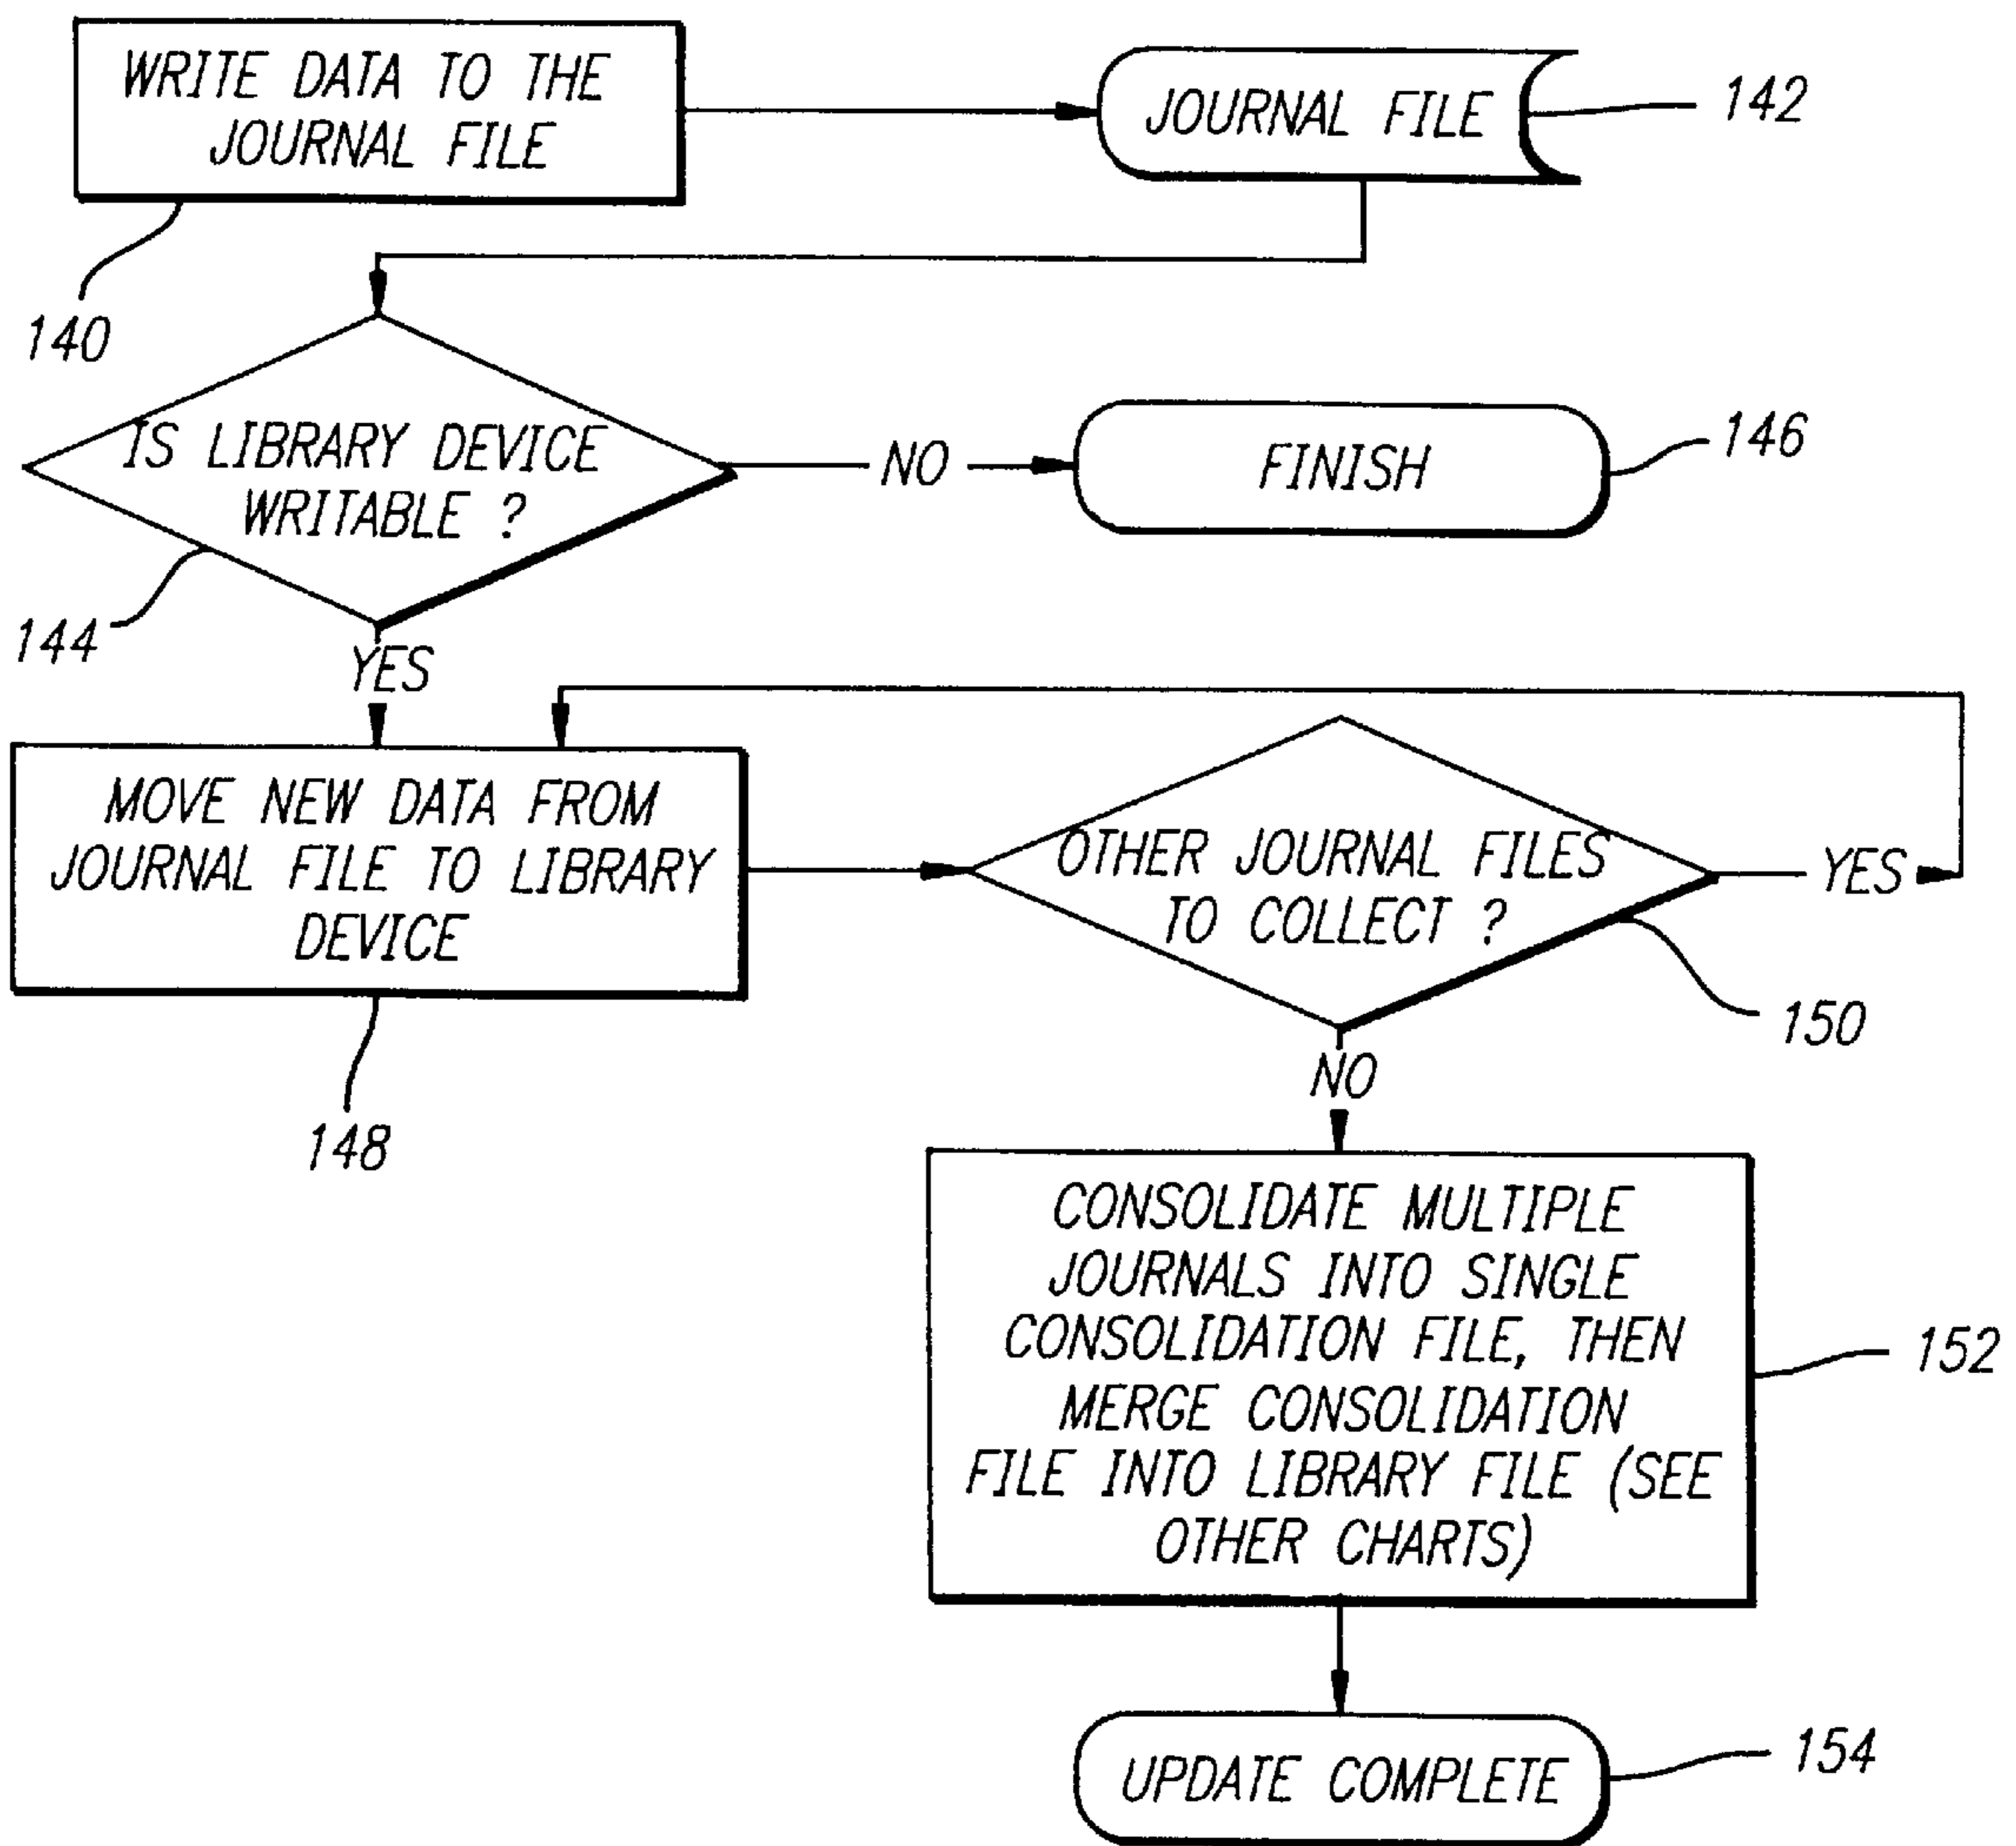 WRITE DATA TO THE
JOURNAL FILE
JOURNAL FILE
142
140
IS LIBRARY DEVICE
WRITABLE ?
NO
FINISH
146
144
YES
MOVE NEW DATA FROM
JOURNAL FILE TO LIBRARY
DEVICE
OTHER JOURNAL FILES
TO COLLECT ?
YES
150
NO
148
CONSOLIDATE MULTIPLE
JOURNALS INTO SINGLE
CONSOLIDATION FILE, THEN
MERGE CONSOLIDATION
FILE INTO LIBRARY FILE (SEE
OTHER CHARTS)
152
UPDATE COMPLETE
154